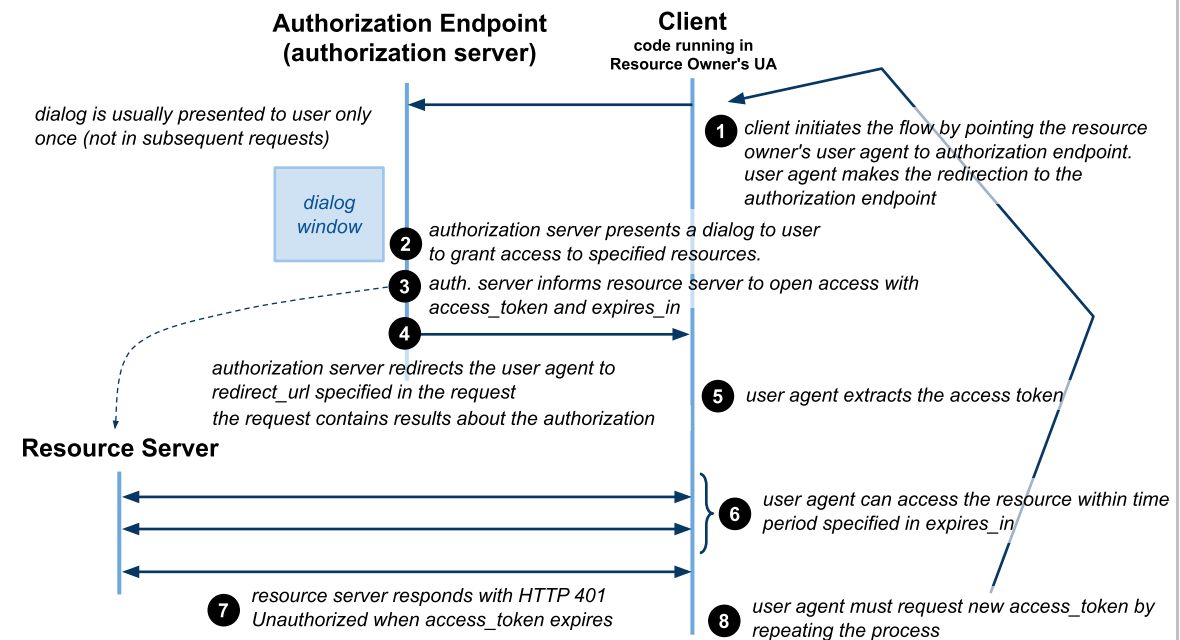 Authorization Endpoint
(authorization server)
Client
code running in
Resource Owner's UA
dialog is usually presented to user only
once (not in subsequent requests)
1
client initiates the flow by pointing the resource
owner's user agent to authorization endpoint.
user agent makes the redirection to the
authorization endpoint
dialog
window
2
authorization server presents a dialog to user
to grant access to specified resources.
3
auth. server informs resource server to open access with
access_token and expires_in
4
authorization server redirects the user agent to
redirect_url specified in the request
the request contains results about the authorization
5
user agent extracts the access token
Resource Server
6
user agent can access the resource within time
period specified in expires_in
7
resource server responds with HTTP 401
Unauthorized when access_token expires
8
user agent must request new access_token by
repeating the process